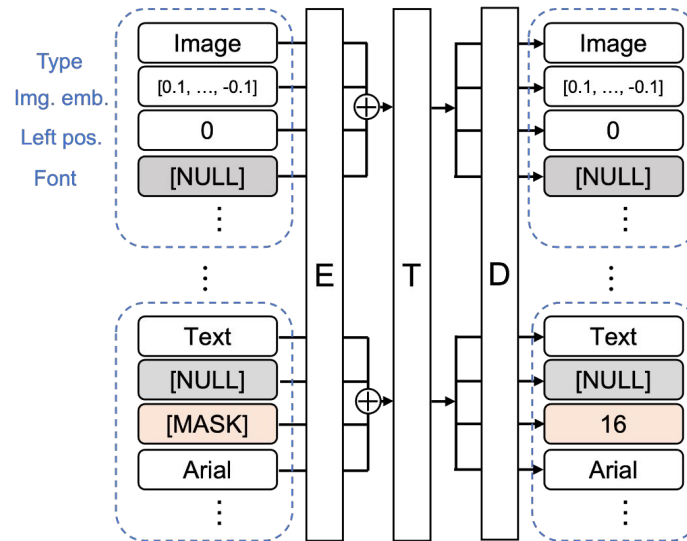 Type
Img. emb.
Left pos.
Font
Image
[0.1, ..., -0.1]
0
[NULL]
⋮
⋮
Text
[NULL]
[MASK]
Arial
⋮
E
T
D
Image
[0.1, ..., -0.1]
0
[NULL]
⋮
⋮
Text
[NULL]
16
Arial
⋮